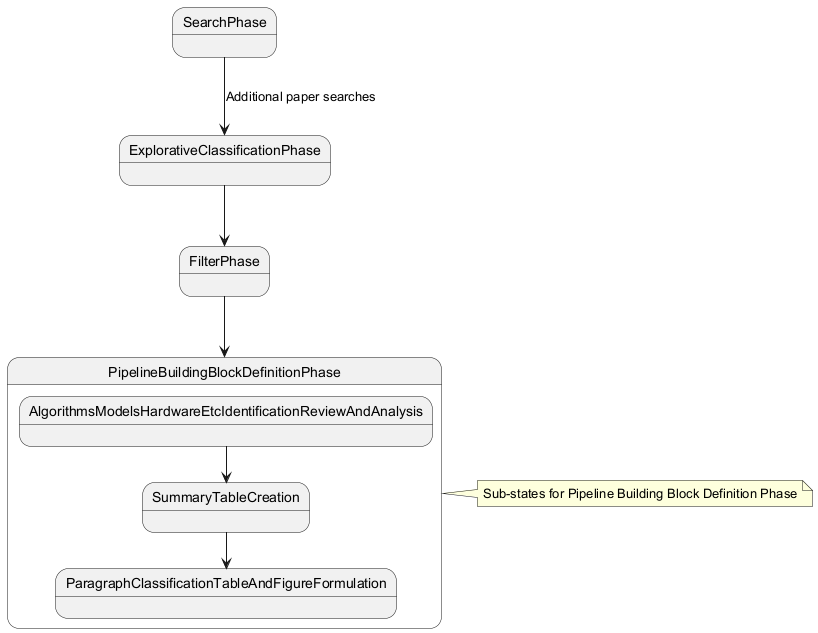 SearchPhase
Additional paper searches
ExplorativeClassificationPhase
FilterPhase
PipelineBuildingBlockDefinitionPhase
AlgorithmsModelsHardwareEtcIdentificationReviewAndAnalysis
SummaryTableCreation
Sub-states for Pipeline Building Block Definition Phase
ParagraphClassificationTableAndFigureFormulation